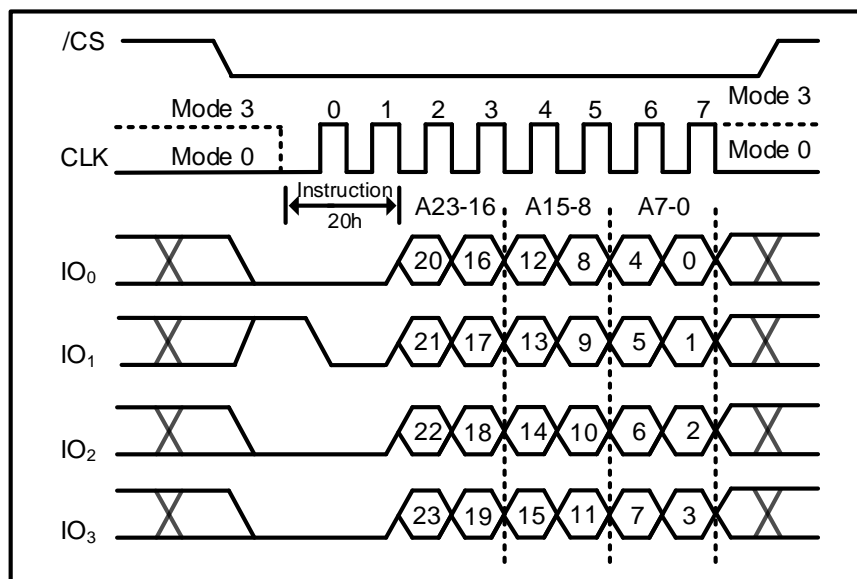 /CS
Mode 3 0 1 2 3 4 5 6 7 Mode 3
CLK Mode 0 Mode 0
Instruction A23-16 A15-8 A7-0
20h
IO0 20 16 12 8 4 0
IO1 21 17 13 9 5 1
IO2 22 18 14 10 6 2
IO3 23 19 15 11 7 3